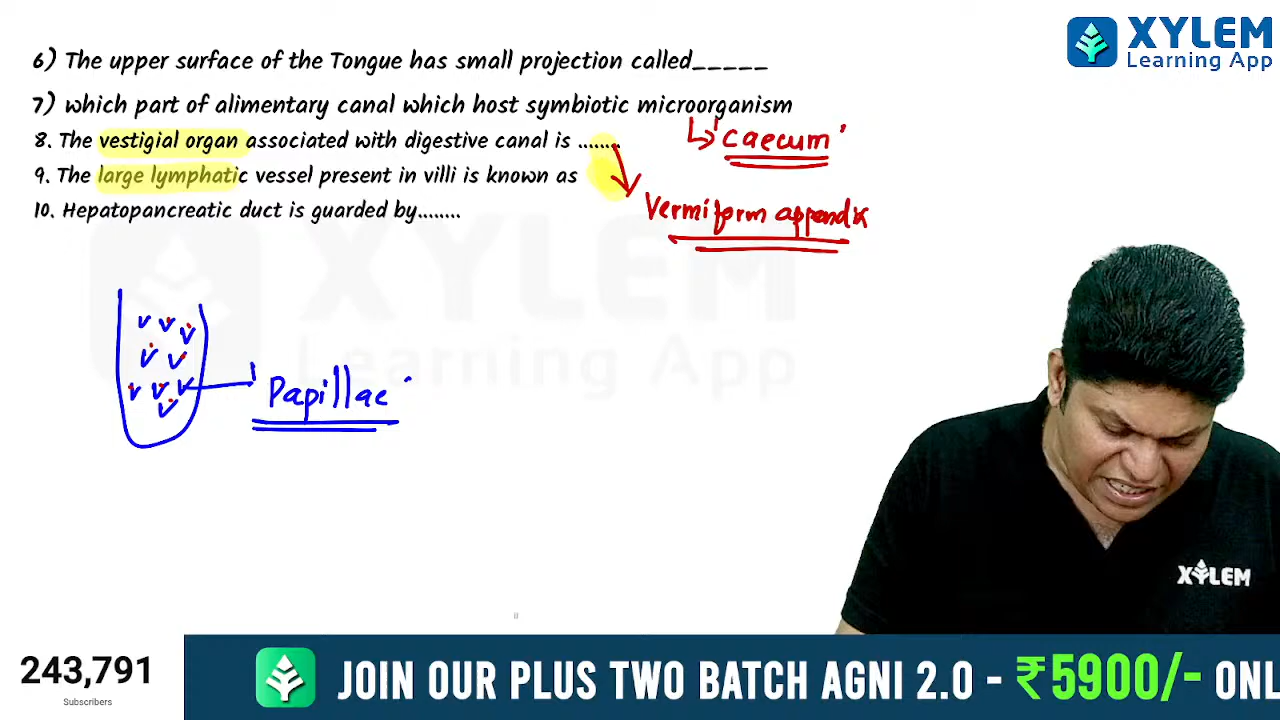 XYLEM
Learning App
6) The upper surface of the Tongue has small projection called_____
7) which part of alimentary canal which host symbiotic microorganism
caecum
8. The vestigial organ associated with digestive canal is ........
9. The large lymphatic vessel present in villi is known as
Vermiform appendix
10. Hepatopancreatic duct is guarded by........
XYLEM
Learning App
Papillae
XYLEM
243,791
Subscribers
JOIN OUR PLUS TWO BATCH AGNI 2.0 - ₹5900/- ONL